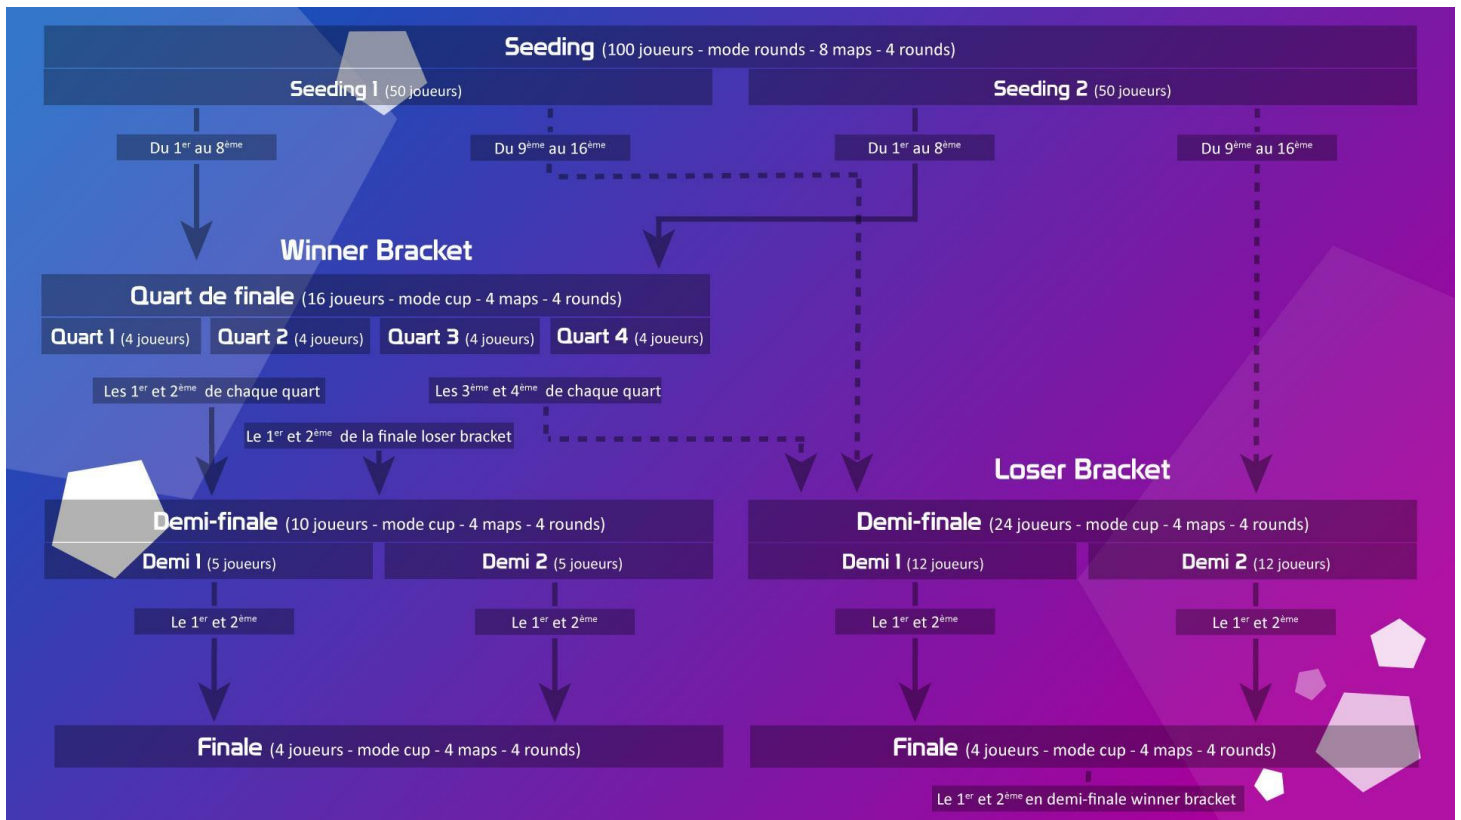 Seeding (100 joueurs - mode rounds - 8 maps - 4 rounds)
Seeding 1 (50 joueurs)
Seeding 2 (50 joueurs)
Du 1er au 8ème
Du 9ème au 16ème
Du 1er au 8ème
Du 9ème au 16ème
Winner Bracket
Quart de finale (16 joueurs - mode cup - 4 maps - 4 rounds)
Quart 1 (4 joueurs)
Quart 2 (4 joueurs)
Quart 3 (4 joueurs)
Quart 4 (4 joueurs)
Les 1er et 2ème de chaque quart
Les 3ème et 4ème de chaque quart
Le 1er et 2ème de la finale loser bracket
Loser Bracket
Demi-finale (10 joueurs - mode cup - 4 maps - 4 rounds)
Demi 1 (5 joueurs)
Demi 2 (5 joueurs)
Demi-finale (24 joueurs - mode cup - 4 maps - 4 rounds)
Demi 1 (12 joueurs)
Demi 2 (12 joueurs)
Le 1er et 2ème
Le 1er et 2ème
Le 1er et 2ème
Le 1er et 2ème
Finale (4 joueurs - mode cup - 4 maps - 4 rounds)
Finale (4 joueurs - mode cup - 4 maps - 4 rounds)
Le 1er et 2ème en demi-finale winner bracket